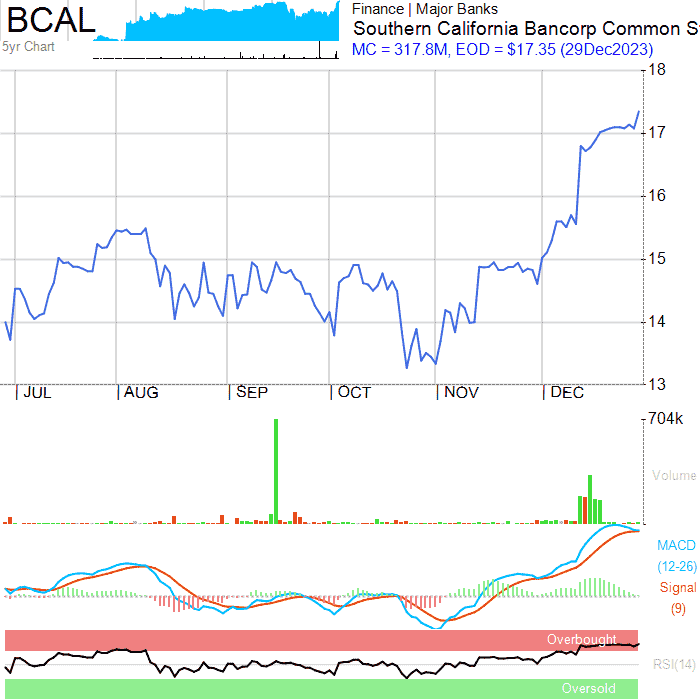 BCAL
5yr Chart
Finance | Major Banks
Southern California Bancorp Common S
MC = 317.8M, EOD = $17.35 (29Dec2023)
18
17
16
15
14
13
JUL AUG SEP OCT NOV DEC
704k
Volume
MACD
(12-26)
Signal
(9)
Overbought
RSI(14)
Oversold